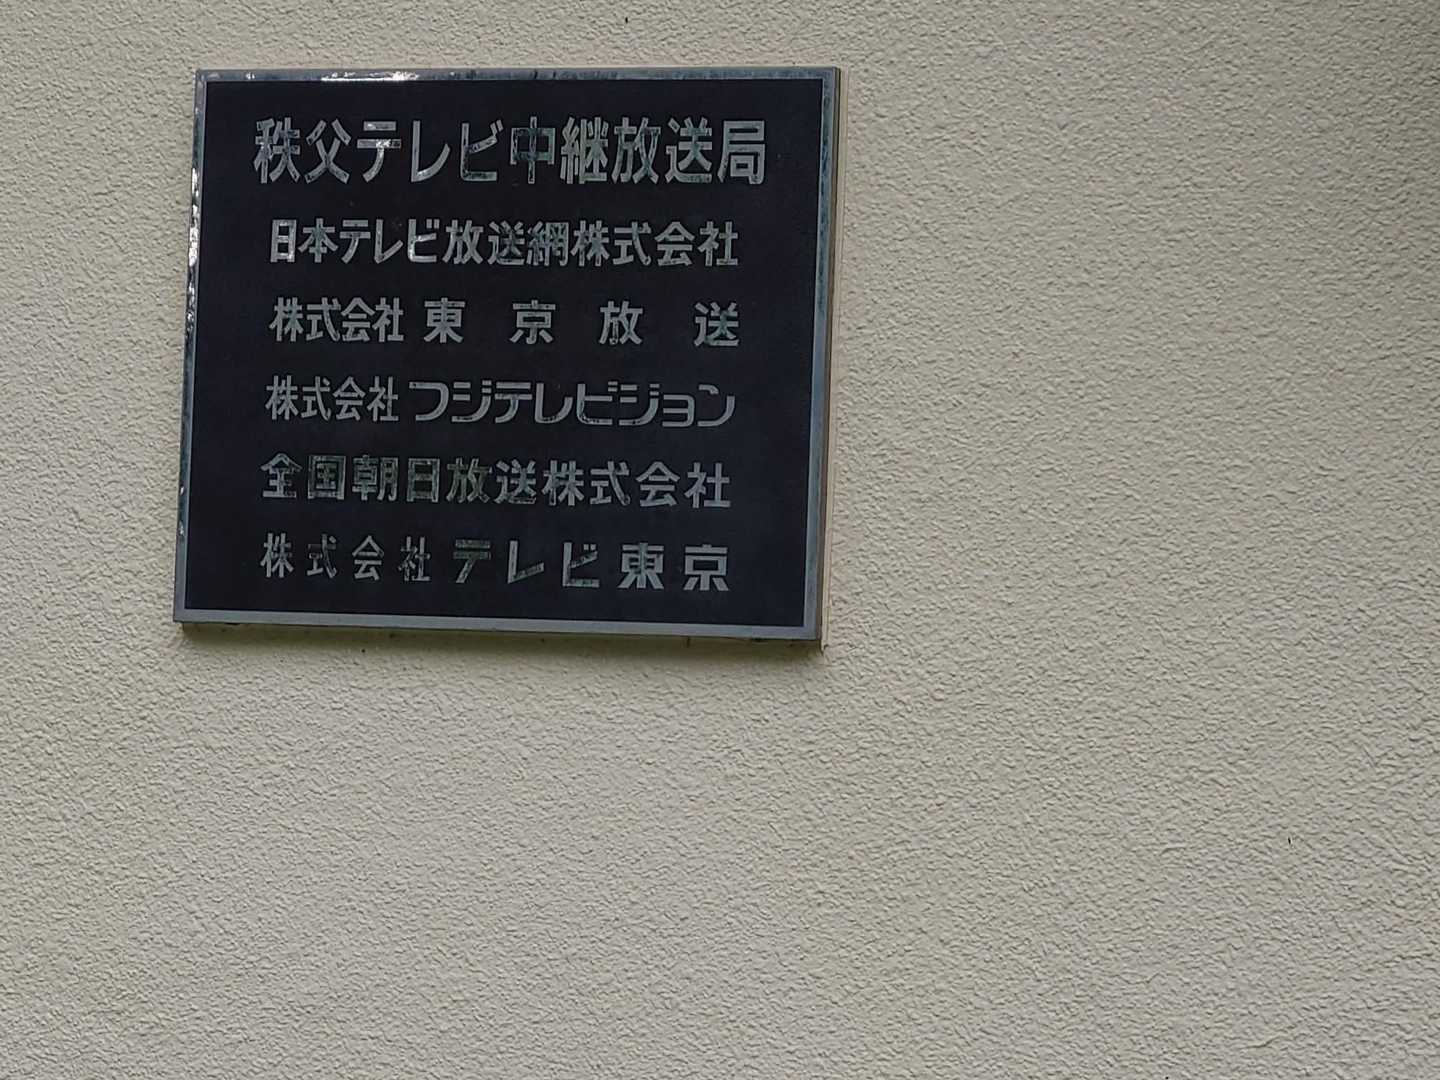 秩父テレビ中継放送局
日本テレビ放送網株式会社
株式会社東京放送
株式会社フジテレビジョン
全国朝日放送株式会社
株式会社テレビ東京